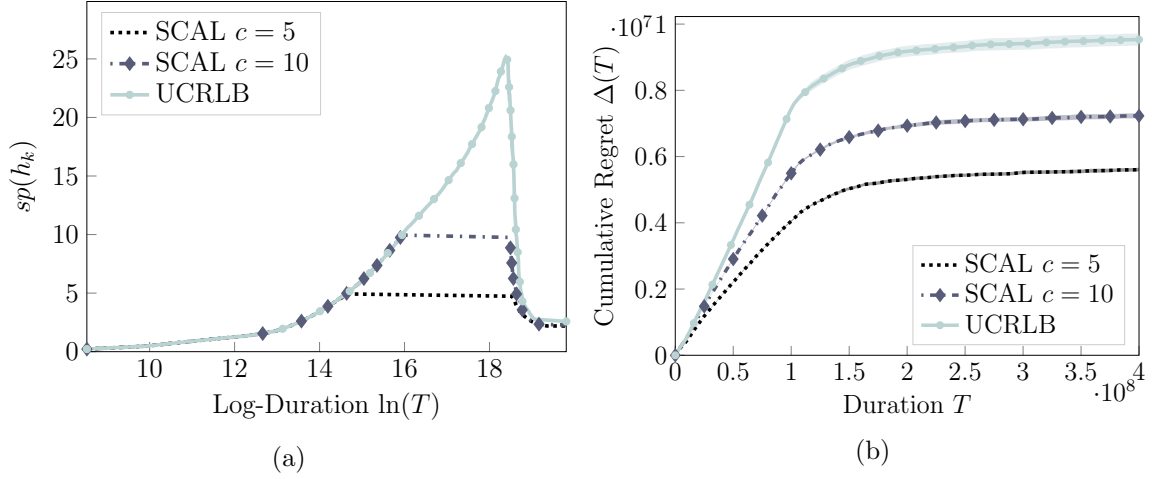 SCAL c = 5
SCAL c = 10
UCRLB
25
20
15
10
5
0
sp(h_k)
10
12
14
16
18
Log-Duration ln(T)
(a)
·10^7
1
0.8
0.6
0.4
0.2
0
Cumulative Regret Δ(T)
SCAL c = 5
SCAL c = 10
UCRLB
0
0.5
1
1.5
2
2.5
3
3.5
4
·10^8
Duration T
(b)